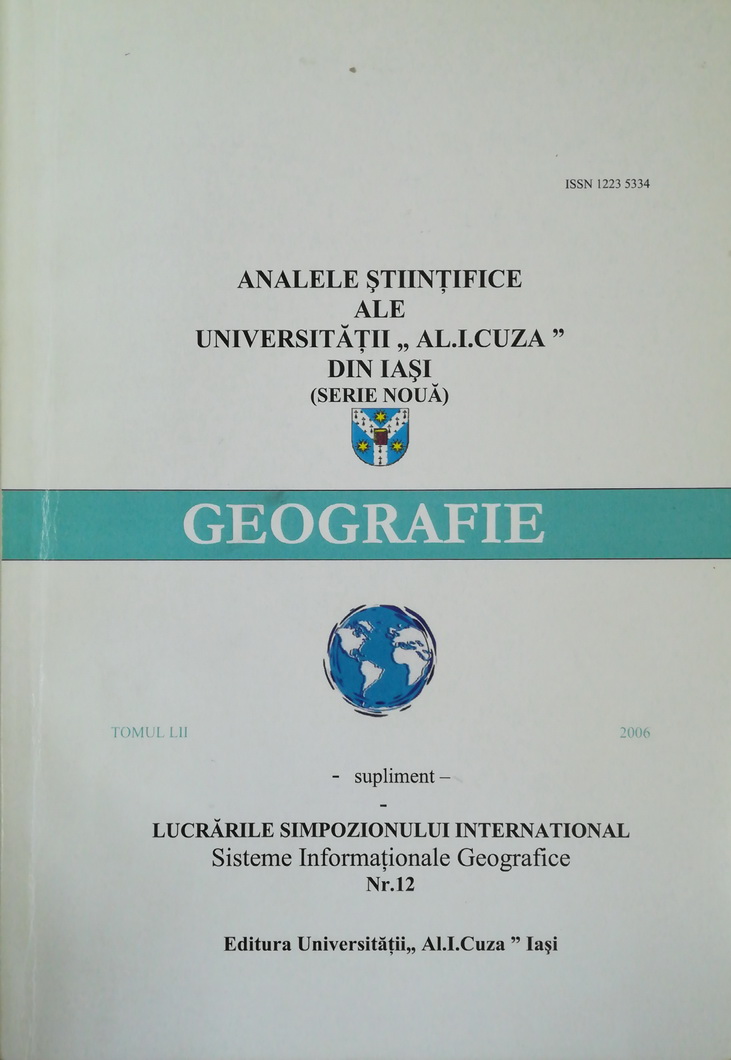 ISSN 1223 5334
ANALELE ŞTIINŢIFICE
ALE
UNIVERSITĂŢII „ AL.I.CUZA ”
DIN IAŞI
(SERIE NOUĂ)
GEOGRAFIE
TOMUL LII 2006
- supliment –
-
LUCRĂRILE SIMPOZIONULUI INTERNATIONAL
Sisteme Informaţionale Geografice
Nr.12
Editura Universităţii„ Al.I.Cuza ” Iaşi